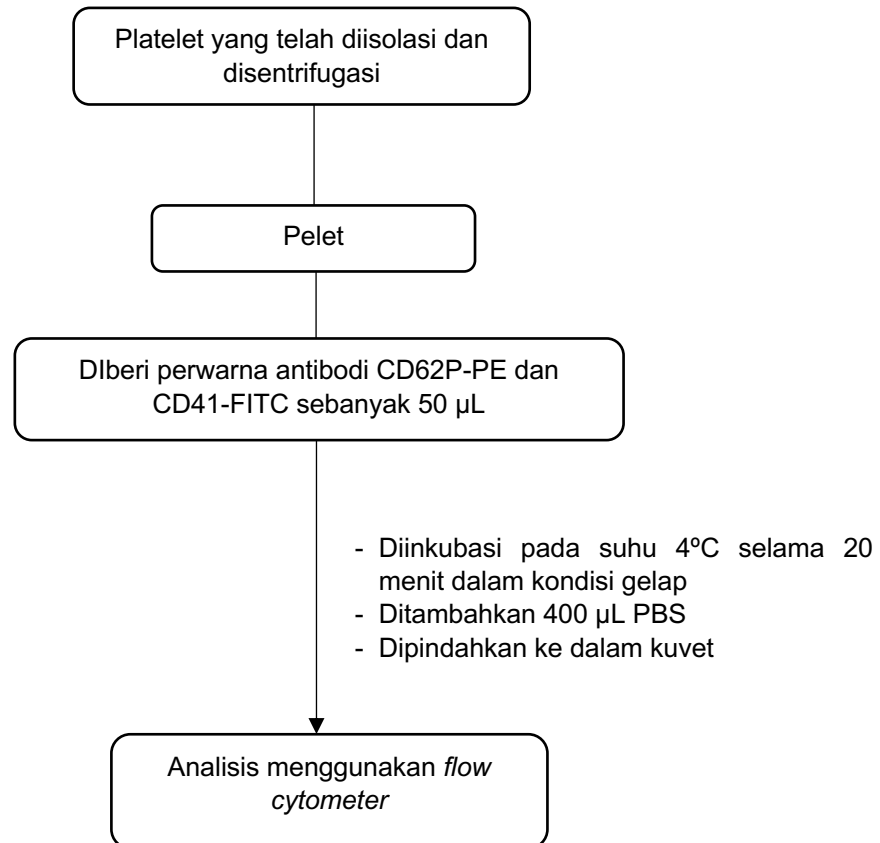 Platelet yang telah diisolasi dan
disentrifugasi
Pelet
DIberi perwarna antibodi CD62P-PE dan
CD41-FITC sebanyak 50 µL
- Diinkubasi pada suhu 4ºC selama 20
menit dalam kondisi gelap
- Ditambahkan 400 µL PBS
- Dipindahkan ke dalam kuvet
Analisis menggunakan flow
cytometer